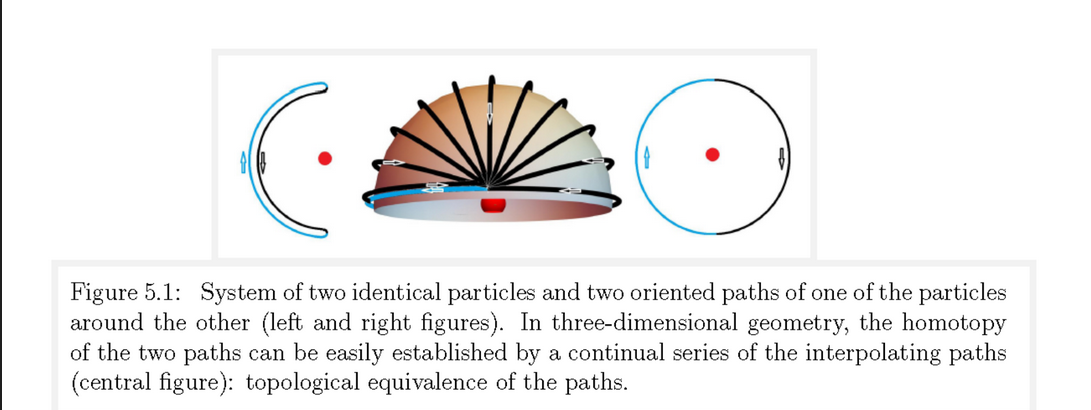 Figure 5.1: System of two identical particles and two oriented paths of one of the particles
around the other (left and right figures). In three-dimensional geometry, the homotopy
of the two paths can be easily established by a continual series of the interpolating paths
(central figure): topological equivalence of the paths.